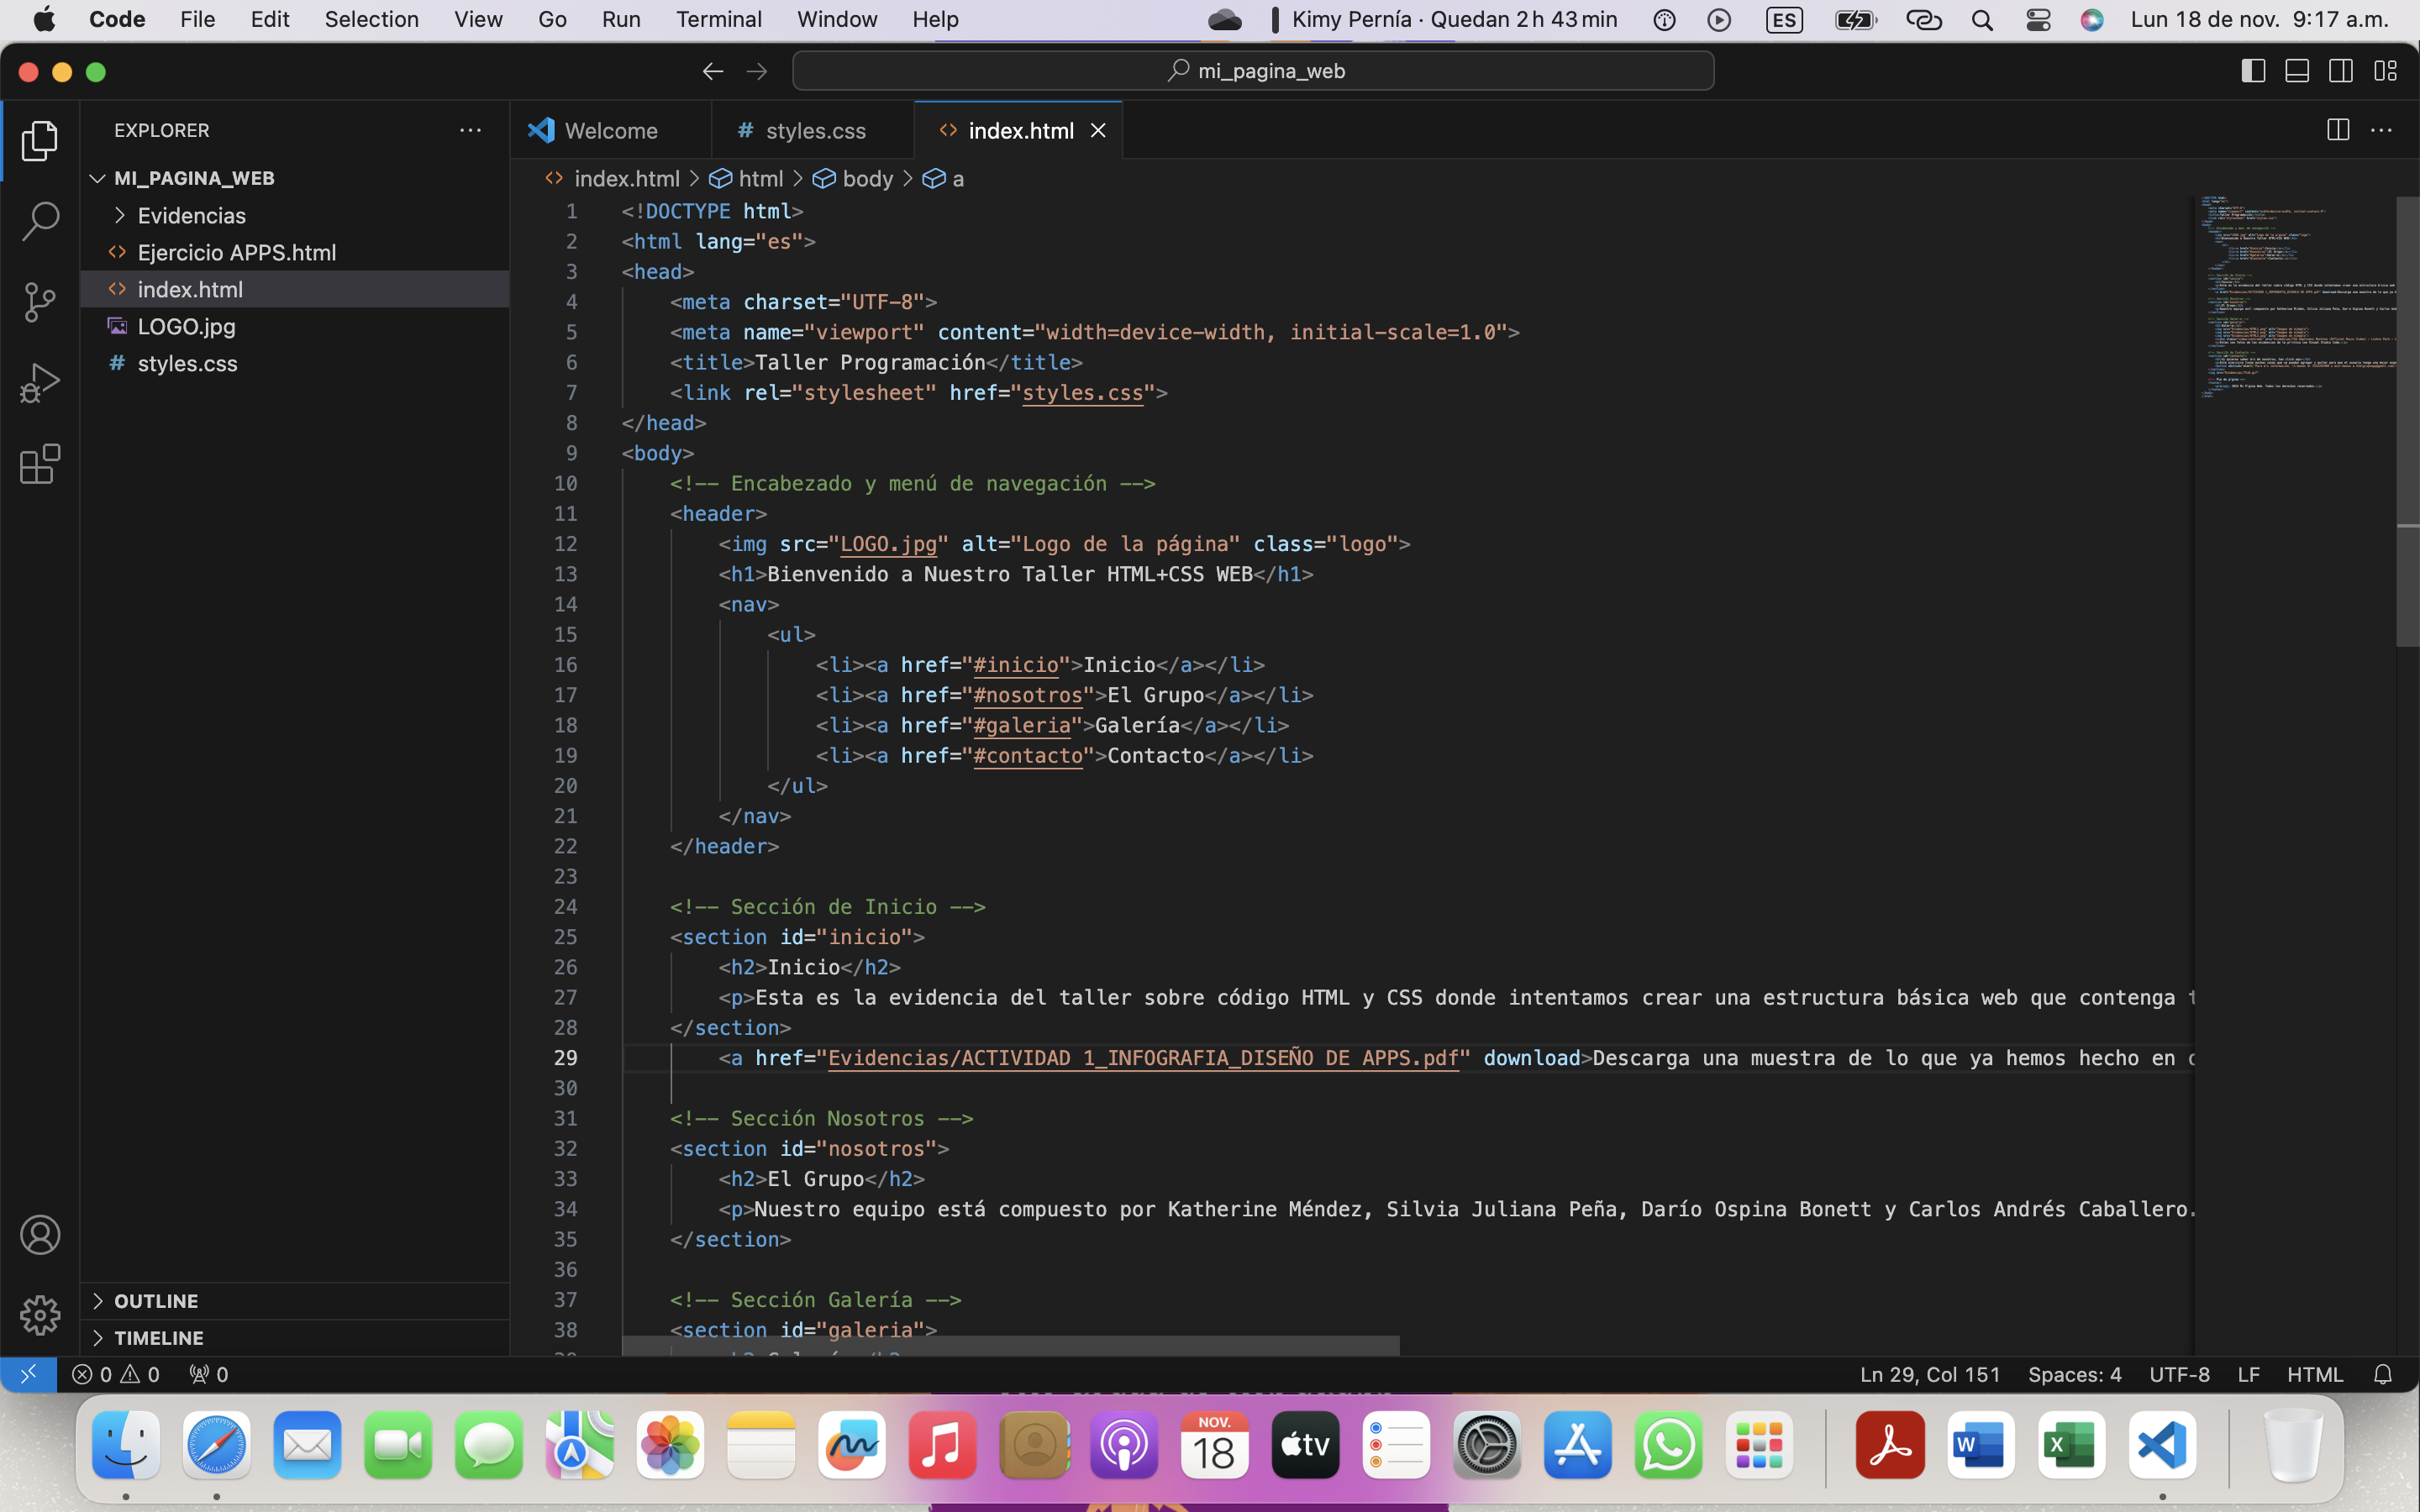 Code File Edit Selection View Go Run Terminal Window Help Kimy Pernía · Quedan 2 h 43 min ES Lun 18 de nov. 9:17 a.m.
mi_pagina_web
EXPLORER
MI_PAGINA_WEB
Evidencias
Ejercicio APPS.html
index.html
LOGO.jpg
styles.css
OUTLINE
TIMELINE
Welcome # styles.css <> index.html
<> index.html > html > body > a
1 <!DOCTYPE html>
2 <html lang="es">
3 <head>
4 <meta charset="UTF-8">
5 <meta name="viewport" content="width=device-width, initial-scale=1.0">
6 <title>Taller Programación</title>
7 <link rel="stylesheet" href="styles.css">
8 </head>
9 <body>
10 <!-- Encabezado y menú de navegación -->
11 <header>
12 <img src="LOGO.jpg" alt="Logo de la página" class="logo">
13 <h1>Bienvenido a Nuestro Taller HTML+CSS WEB</h1>
14 <nav>
15 <ul>
16 <li><a href="#inicio">Inicio</a></li>
17 <li><a href="#nosotros">El Grupo</a></li>
18 <li><a href="#galeria">Galería</a></li>
19 <li><a href="#contacto">Contacto</a></li>
20 </ul>
21 </nav>
22 </header>
23
24 <!-- Sección de Inicio -->
25 <section id="inicio">
26 <h2>Inicio</h2>
27 <p>Esta es la evidencia del taller sobre código HTML y CSS donde intentamos crear una estructura básica web que contenga
28 </section>
29 <a href="Evidencias/ACTIVIDAD 1_INFOGRAFIA_DISEÑO DE APPS.pdf" download>Descarga una muestra de lo que ya hemos hecho en
30
31 <!-- Sección Nosotros -->
32 <section id="nosotros">
33 <h2>El Grupo</h2>
34 <p>Nuestro equipo está compuesto por Katherine Méndez, Silvia Juliana Peña, Darío Ospina Bonett y Carlos Andrés Caballero.
35 </section>
36
37 <!-- Sección Galería -->
38 <section id="galeria">
0 0 0 Ln 29, Col 151 Spaces: 4 UTF-8 LF HTML
NOV.
18
tv
W
X